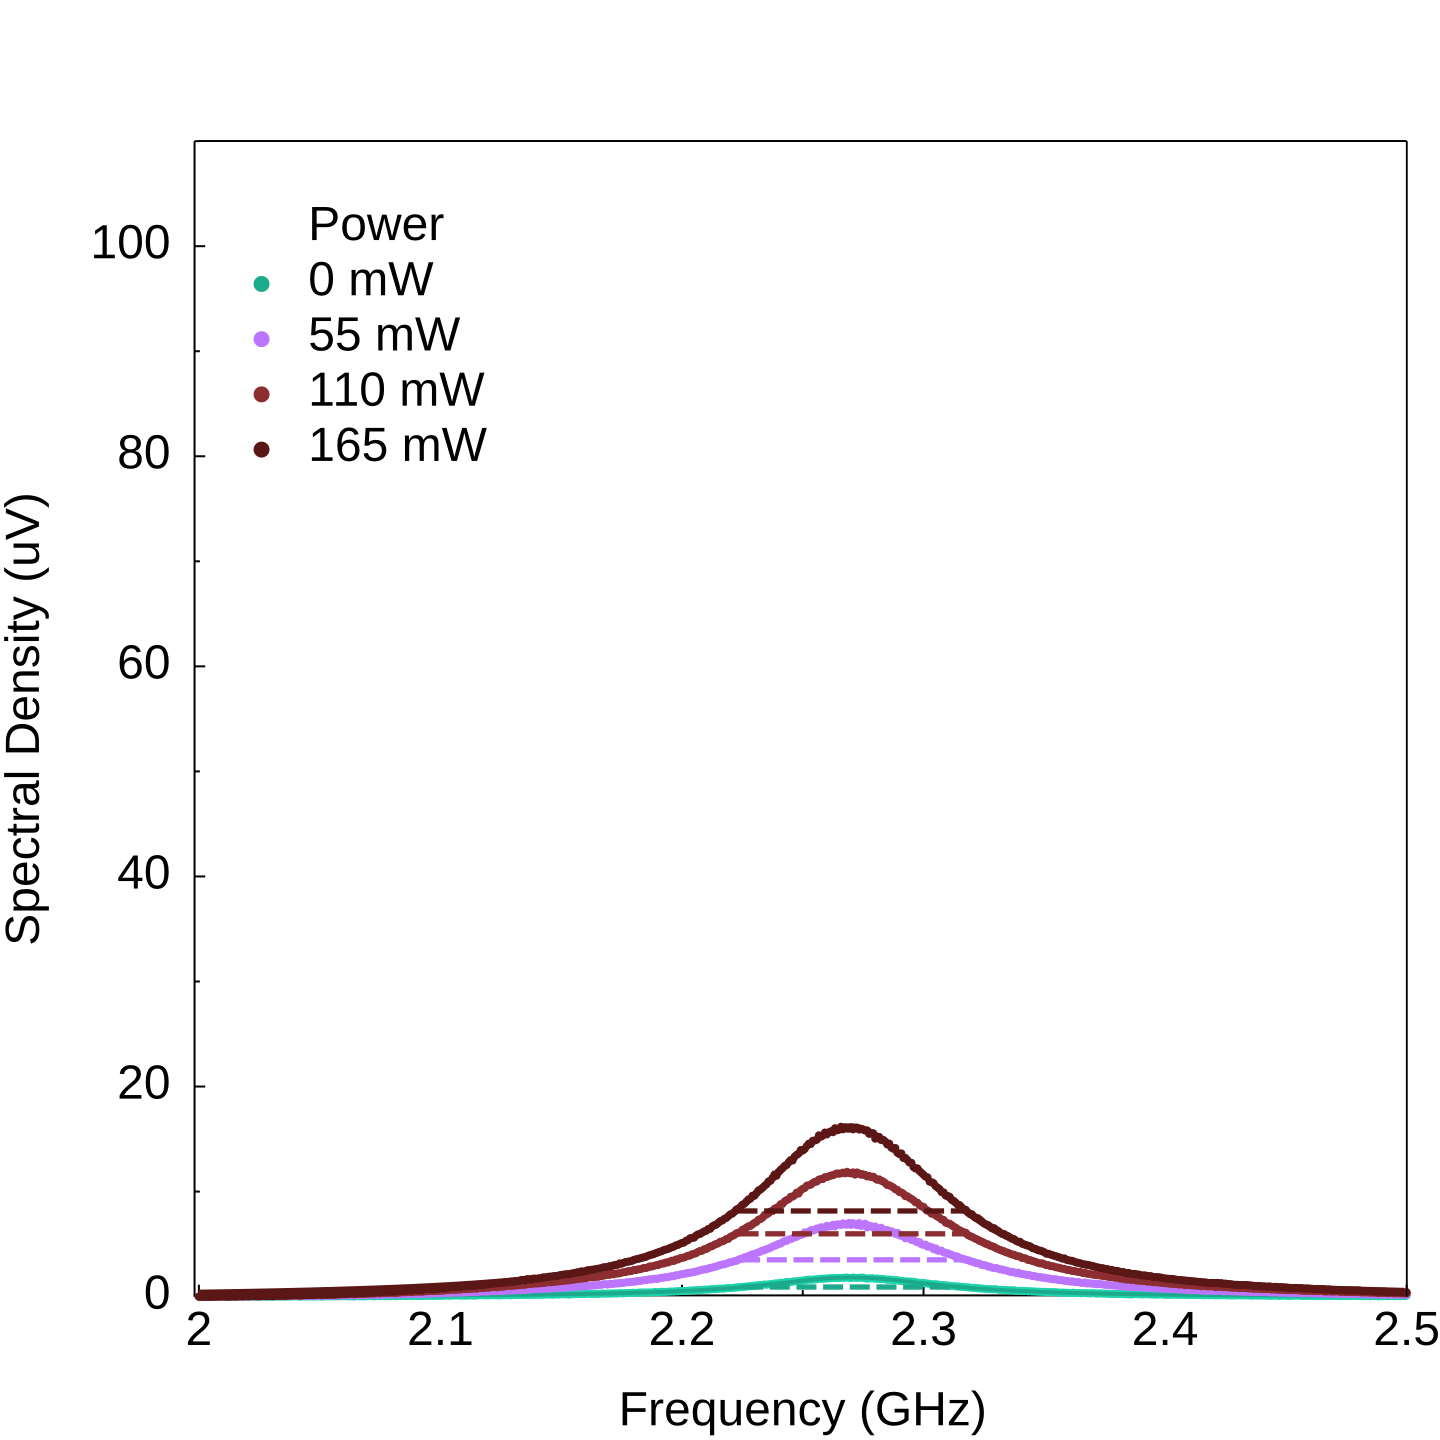 Power
0 mW
55 mW
110 mW
165 mW
100
80
60
40
20
0
Spectral Density (uV)
2 2.1 2.2 2.3 2.4 2.5
Frequency (GHz)